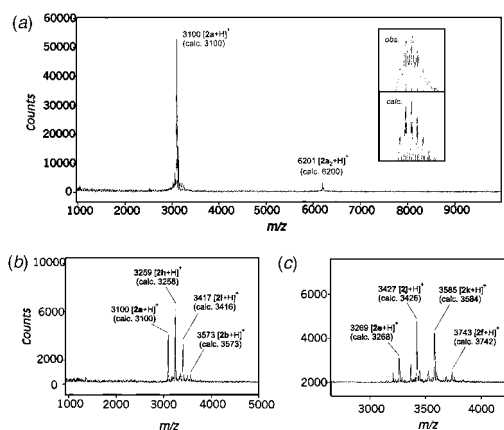 (a)
60000
50000
40000
30000
20000
10000
0
Counts
3100 [2a+H]+
(calc. 3100)
6201 [2a2+H]+
(calc. 6200)
obs.
calc.
1000 2000 3000 4000 5000 6000 7000 8000 9000
m/z
(b)
10000
6000
2000
0
Counts
3259 [2h+H]+
(calc. 3258)
3100 [2a+H]+
(calc. 3100)
3417 [2i+H]+
(calc. 3416)
3573 [2b+H]+
(calc. 3573)
1000 2000 3000 4000 5000
m/z
(c)
6000
4000
2000
Counts
3427 [2j+H]+
(calc. 3426)
3585 [2k+H]+
(calc. 3584)
3269 [2e+H]+
(calc. 3268)
3743 [2f+H]+
(calc. 3742)
3000 3500 4000
m/z